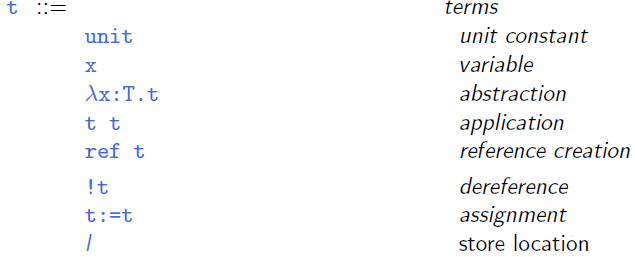 t ::= terms
unit unit constant
x variable
λx:T.t abstraction
t t application
ref t reference creation
!t dereference
t:=t assignment
l store location